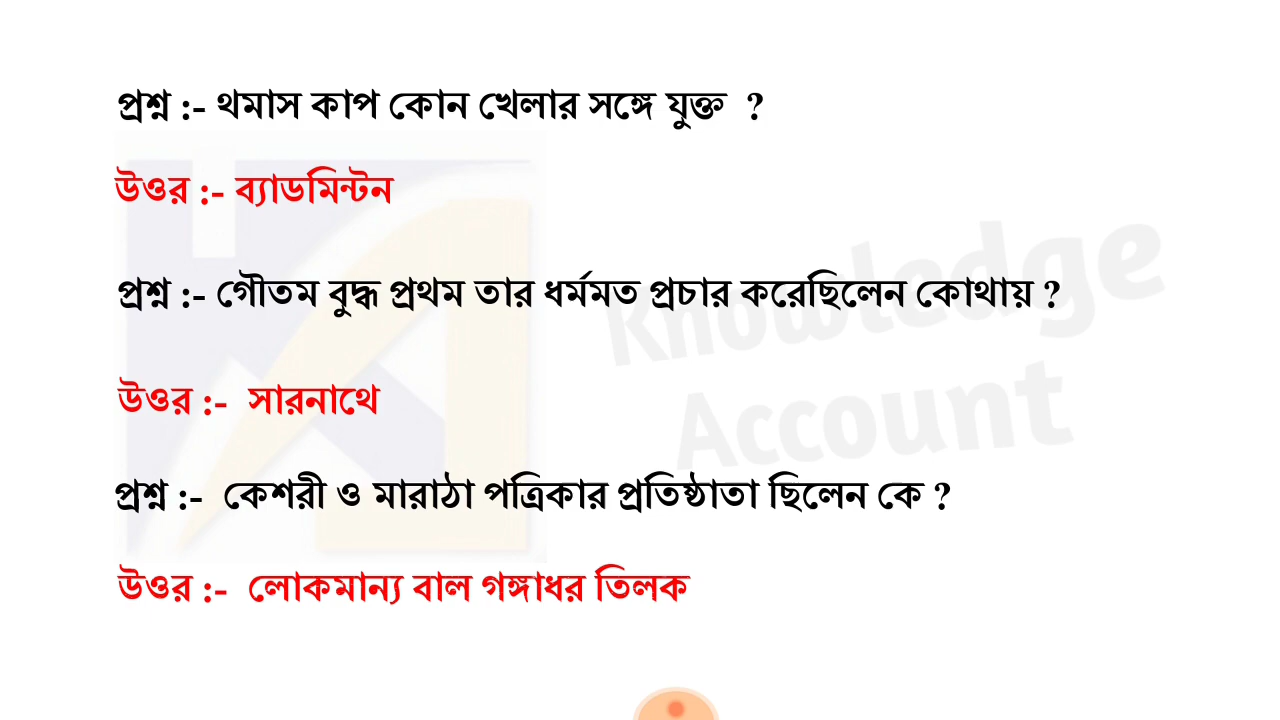 প্রশ্ন :- থমাস কাপ কোন খেলার সঙ্গে যুক্ত ?
উওর :- ব্যাডমিন্টন
প্রশ্ন :- গৌতম বুদ্ধ প্রথম তার ধর্মমত প্রচার করেছিলেন কোথায় ?
Knowledge
উওর :- সারনাথে
Account
প্রশ্ন :- কেশরী ও মারাঠা পত্রিকার প্রতিষ্ঠাতা ছিলেন কে ?
উওর :- লোকমান্য বাল গঙ্গাধর তিলক